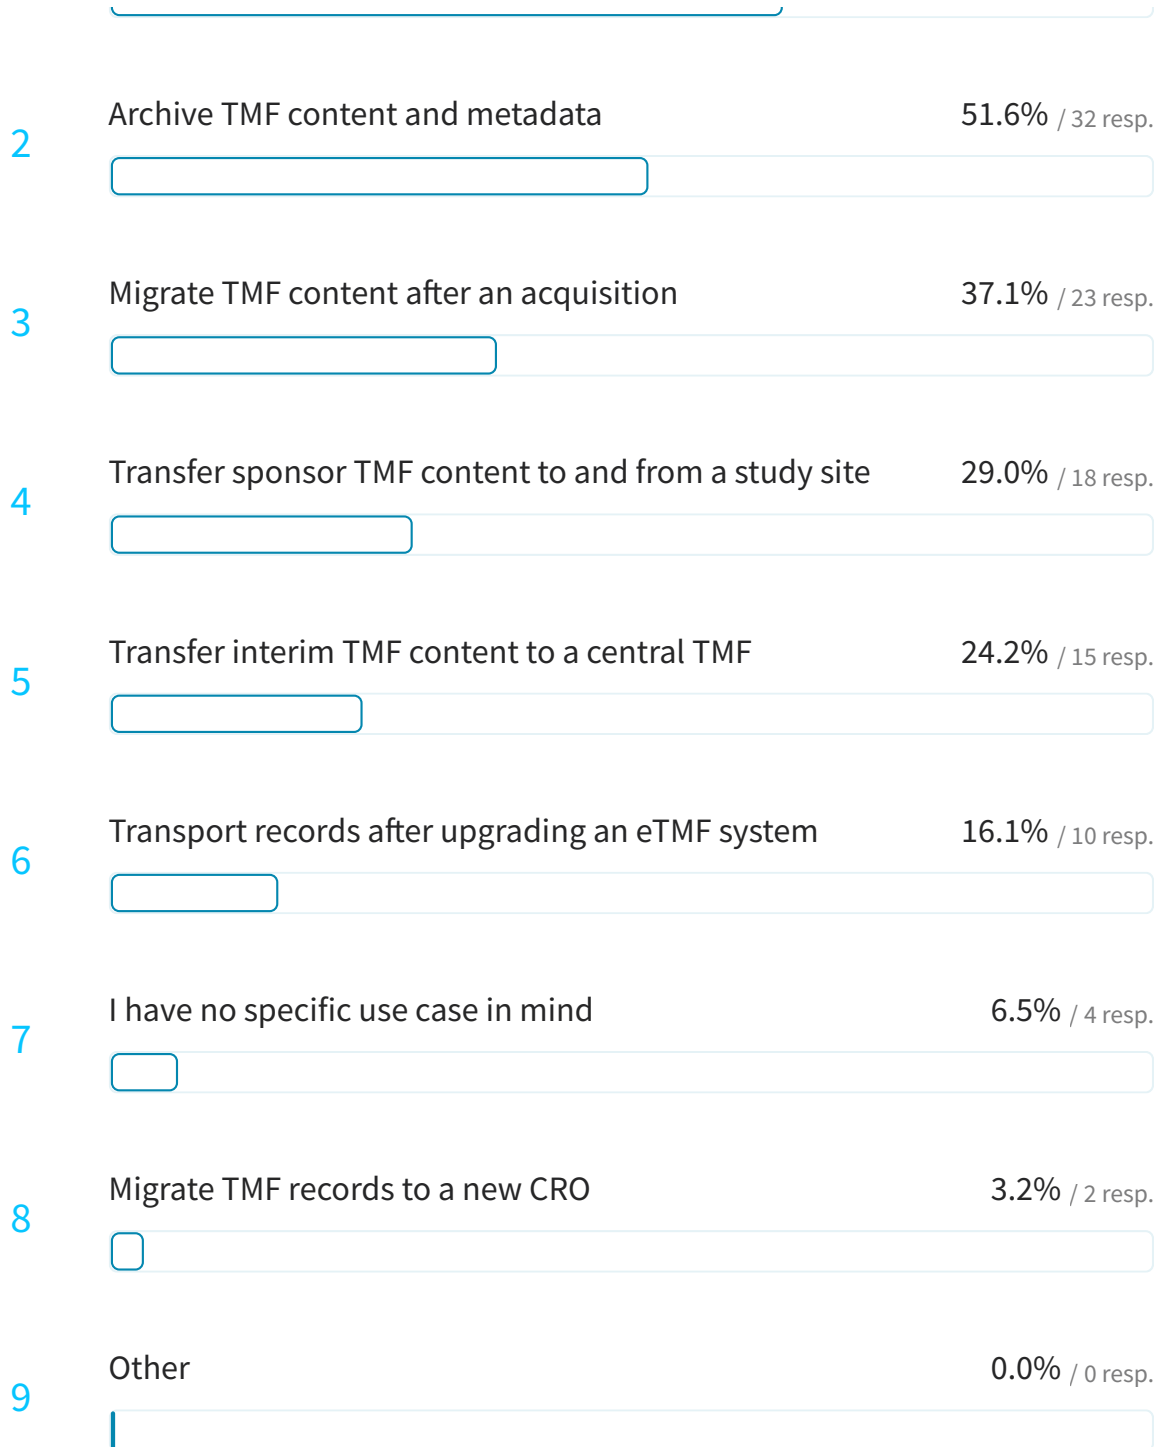 2
Archive TMF content and metadata 51.6% / 32 resp.
3
Migrate TMF content after an acquisition 37.1% / 23 resp.
4
Transfer sponsor TMF content to and from a study site 29.0% / 18 resp.
5
Transfer interim TMF content to a central TMF 24.2% / 15 resp.
6
Transport records after upgrading an eTMF system 16.1% / 10 resp.
7
I have no specific use case in mind 6.5% / 4 resp.
8
Migrate TMF records to a new CRO 3.2% / 2 resp.
9
Other 0.0% / 0 resp.